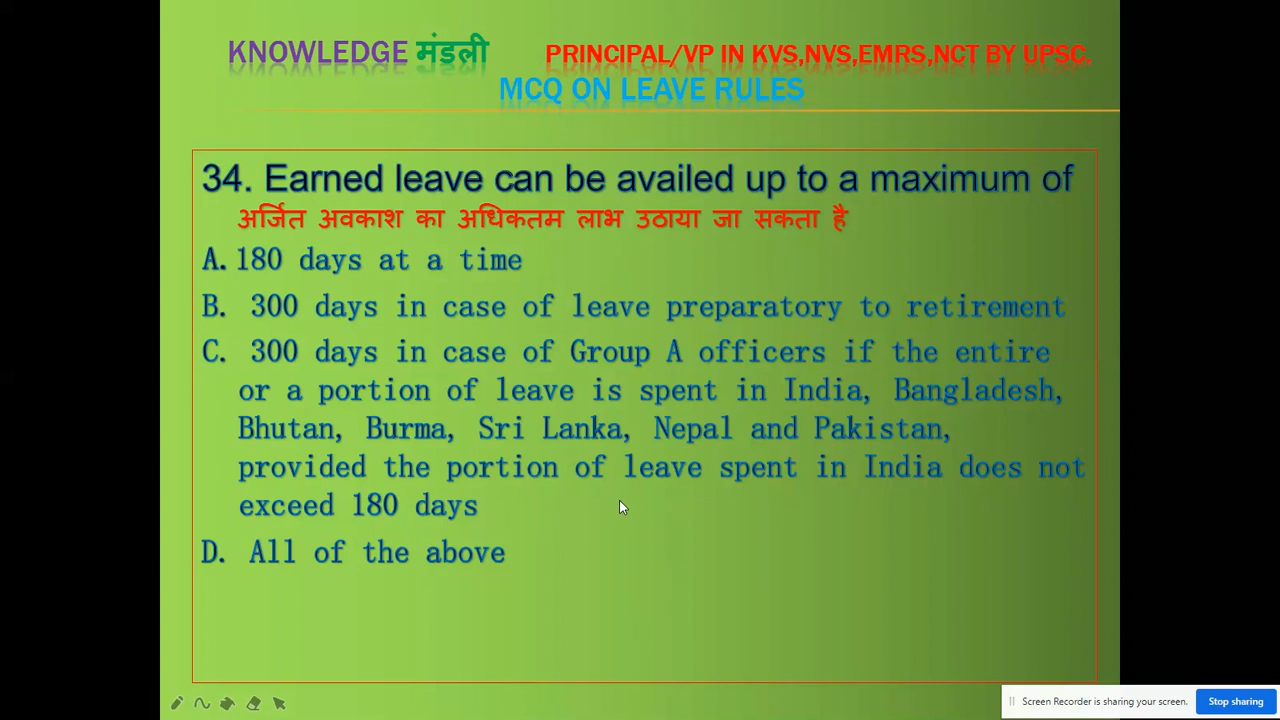 KNOWLEDGE मंडली
PRINCIPAL/VP IN KVS,NVS,EMRS,NCT BY UPSC.
MCQ ON LEAVE RULES
34. Earned leave can be availed up to a maximum of
अर्जित अवकाश का अधिकतम लाभ उठाया जा सकता है
A. 180 days at a time
B. 300 days in case of leave preparatory to retirement
C. 300 days in case of Group A officers if the entire
or a portion of leave is spent in India, Bangladesh,
Bhutan, Burma, Sri Lanka, Nepal and Pakistan,
provided the portion of leave spent in India does not
exceed 180 days
D. All of the above
Screen Recorder is sharing your screen.
Stop sharing